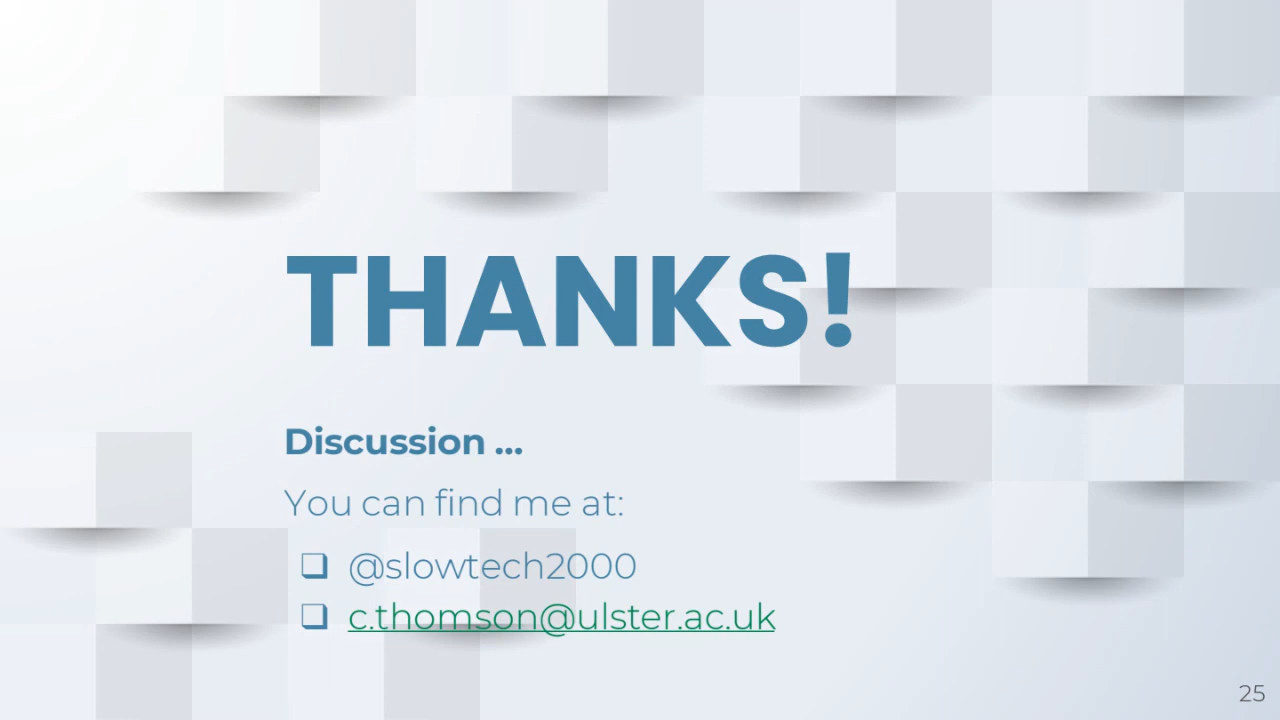 THANKS!
Discussion ...
You can find me at:
❏ @slowtech2000
❏ c.thomson@ulster.ac.uk
25